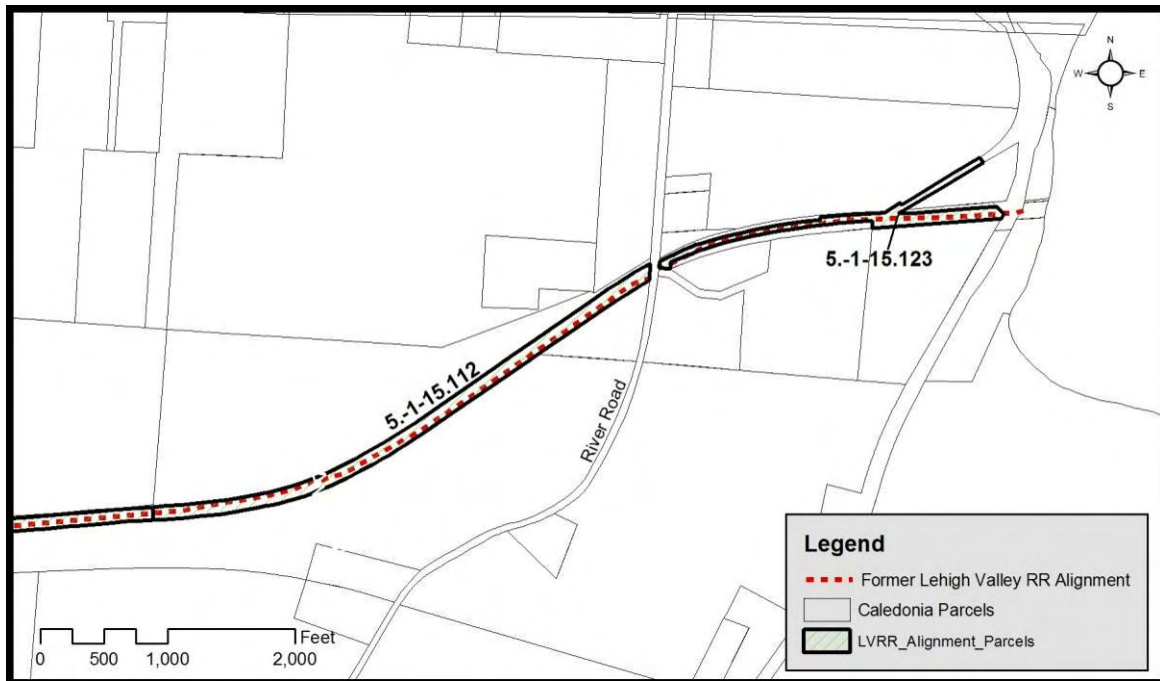 N
W E
S
5.-1-15.123
5.-1-15.112
River Road
Legend
Former Lehigh Valley RR Alignment
Caledonia Parcels
LVRR_Alignment_Parcels
Feet
0 500 1,000 2,000